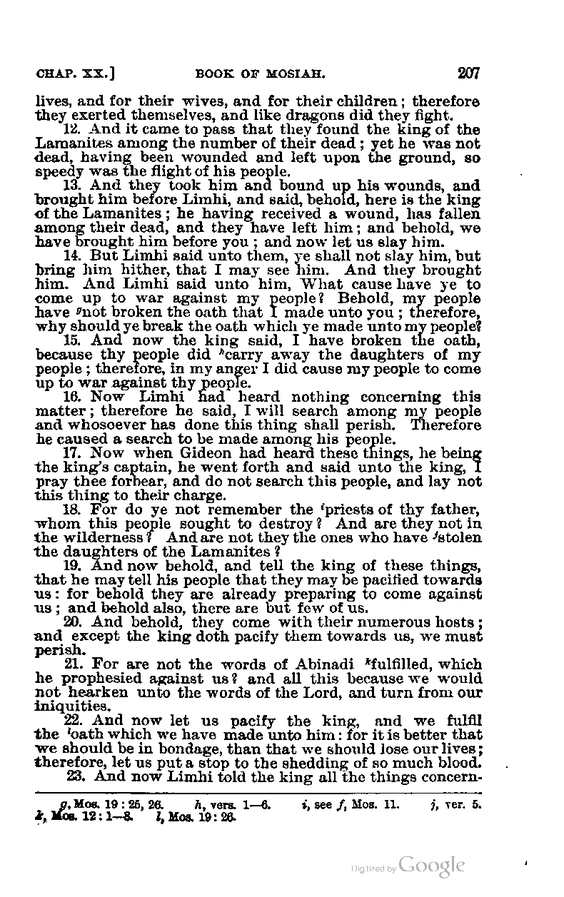 CHAP. XX.] BOOK OF MOSIAH. 207
lives, and for their wives, and for their children; therefore
they exerted themselves, and like dragons did they fight.
12. And it came to pass that they found the king of the
Lamanites among the number of their dead; yet he was not
dead, having been wounded and left upon the ground, so
speedy was the flight of his people.
13. And they took him and bound up his wounds, and
brought him before Limhi, and said, behold, here is the king
of the Lamanites; he having received a wound, has fallen
among their dead, and they have left him; and behold, we
have brought him before you; and now let us slay him.
14. But Limhi said unto them, ye shall not slay him, but
bring him hither, that I may see him. And they brought
him. And Limhi said unto him, What cause have ye to
come up to war against my people? Behold, my people
have gnot broken the oath that I made unto you; therefore,
why should ye break the oath which ye made unto my people?
15. And now the king said, I have broken the oath,
because thy people did hcarry away the daughters of my
people; therefore, in my anger I did cause my people to come
up to war against thy people.
16. Now Limhi had heard nothing concerning this
matter; therefore he said, I will search among my people
and whosoever has done this thing shall perish. Therefore
he caused a search to be made among his people.
17. Now when Gideon had heard these things, he being
the king's captain, he went forth and said unto the king, I
pray thee forbear, and do not search this people, and lay not
this thing to their charge.
18. For do ye not remember the ipriests of thy father,
whom this people sought to destroy? And are they not in
the wilderness? And are not they the ones who have jstolen
the daughters of the Lamanites?
19. And now behold, and tell the king of these things,
that he may tell his people that they may be pacified towards
us: for behold they are already preparing to come against
us; and behold also, there are but few of us.
20. And behold, they come with their numerous hosts;
and except the king doth pacify them towards us, we must
perish.
21. For are not the words of Abinadi kfulfilled, which
he prophesied against us? and all this because we would
not hearken unto the words of the Lord, and turn from our
iniquities.
22. And now let us pacify the king, and we fulfil
the loath which we have made unto him: for it is better that
we should be in bondage, than that we should lose our lives;
therefore, let us put a stop to the shedding of so much blood.
23. And now Limhi told the king all the things concern-
g, Mos. 19:25, 26. h, vers. 1—6. i, see f, Mos. 11. j, ver. 5.
k, Mos. 12:1—8. l, Mos. 19:26.
Digitized by Google